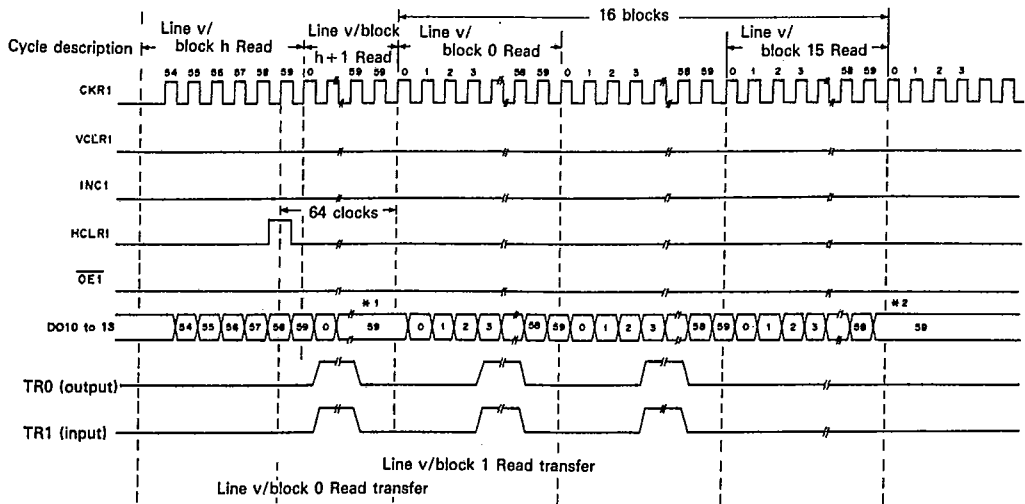 16 blocks
Line v/ Line v/block Line v/ Line v/
Cycle description block h Read h+1 Read block 0 Read block 15 Read
54 55 56 57 58 59 0 59 59 0 1 2 3 58 59 0 1 2 3 58 59 0 1 2 3 58 59 0 1 2 3
CKR1
VCLR1
INC1
64 clocks
HCLR1
OE1
*1 *2
DO10 to 13 54 55 56 57 58 59 0 59 0 1 2 3 58 59 0 1 2 3 58 59 0 1 2 3 58 59
TR0 (output)
TR1 (input)
Line v/block 1 Read transfer
Line v/block 0 Read transfer